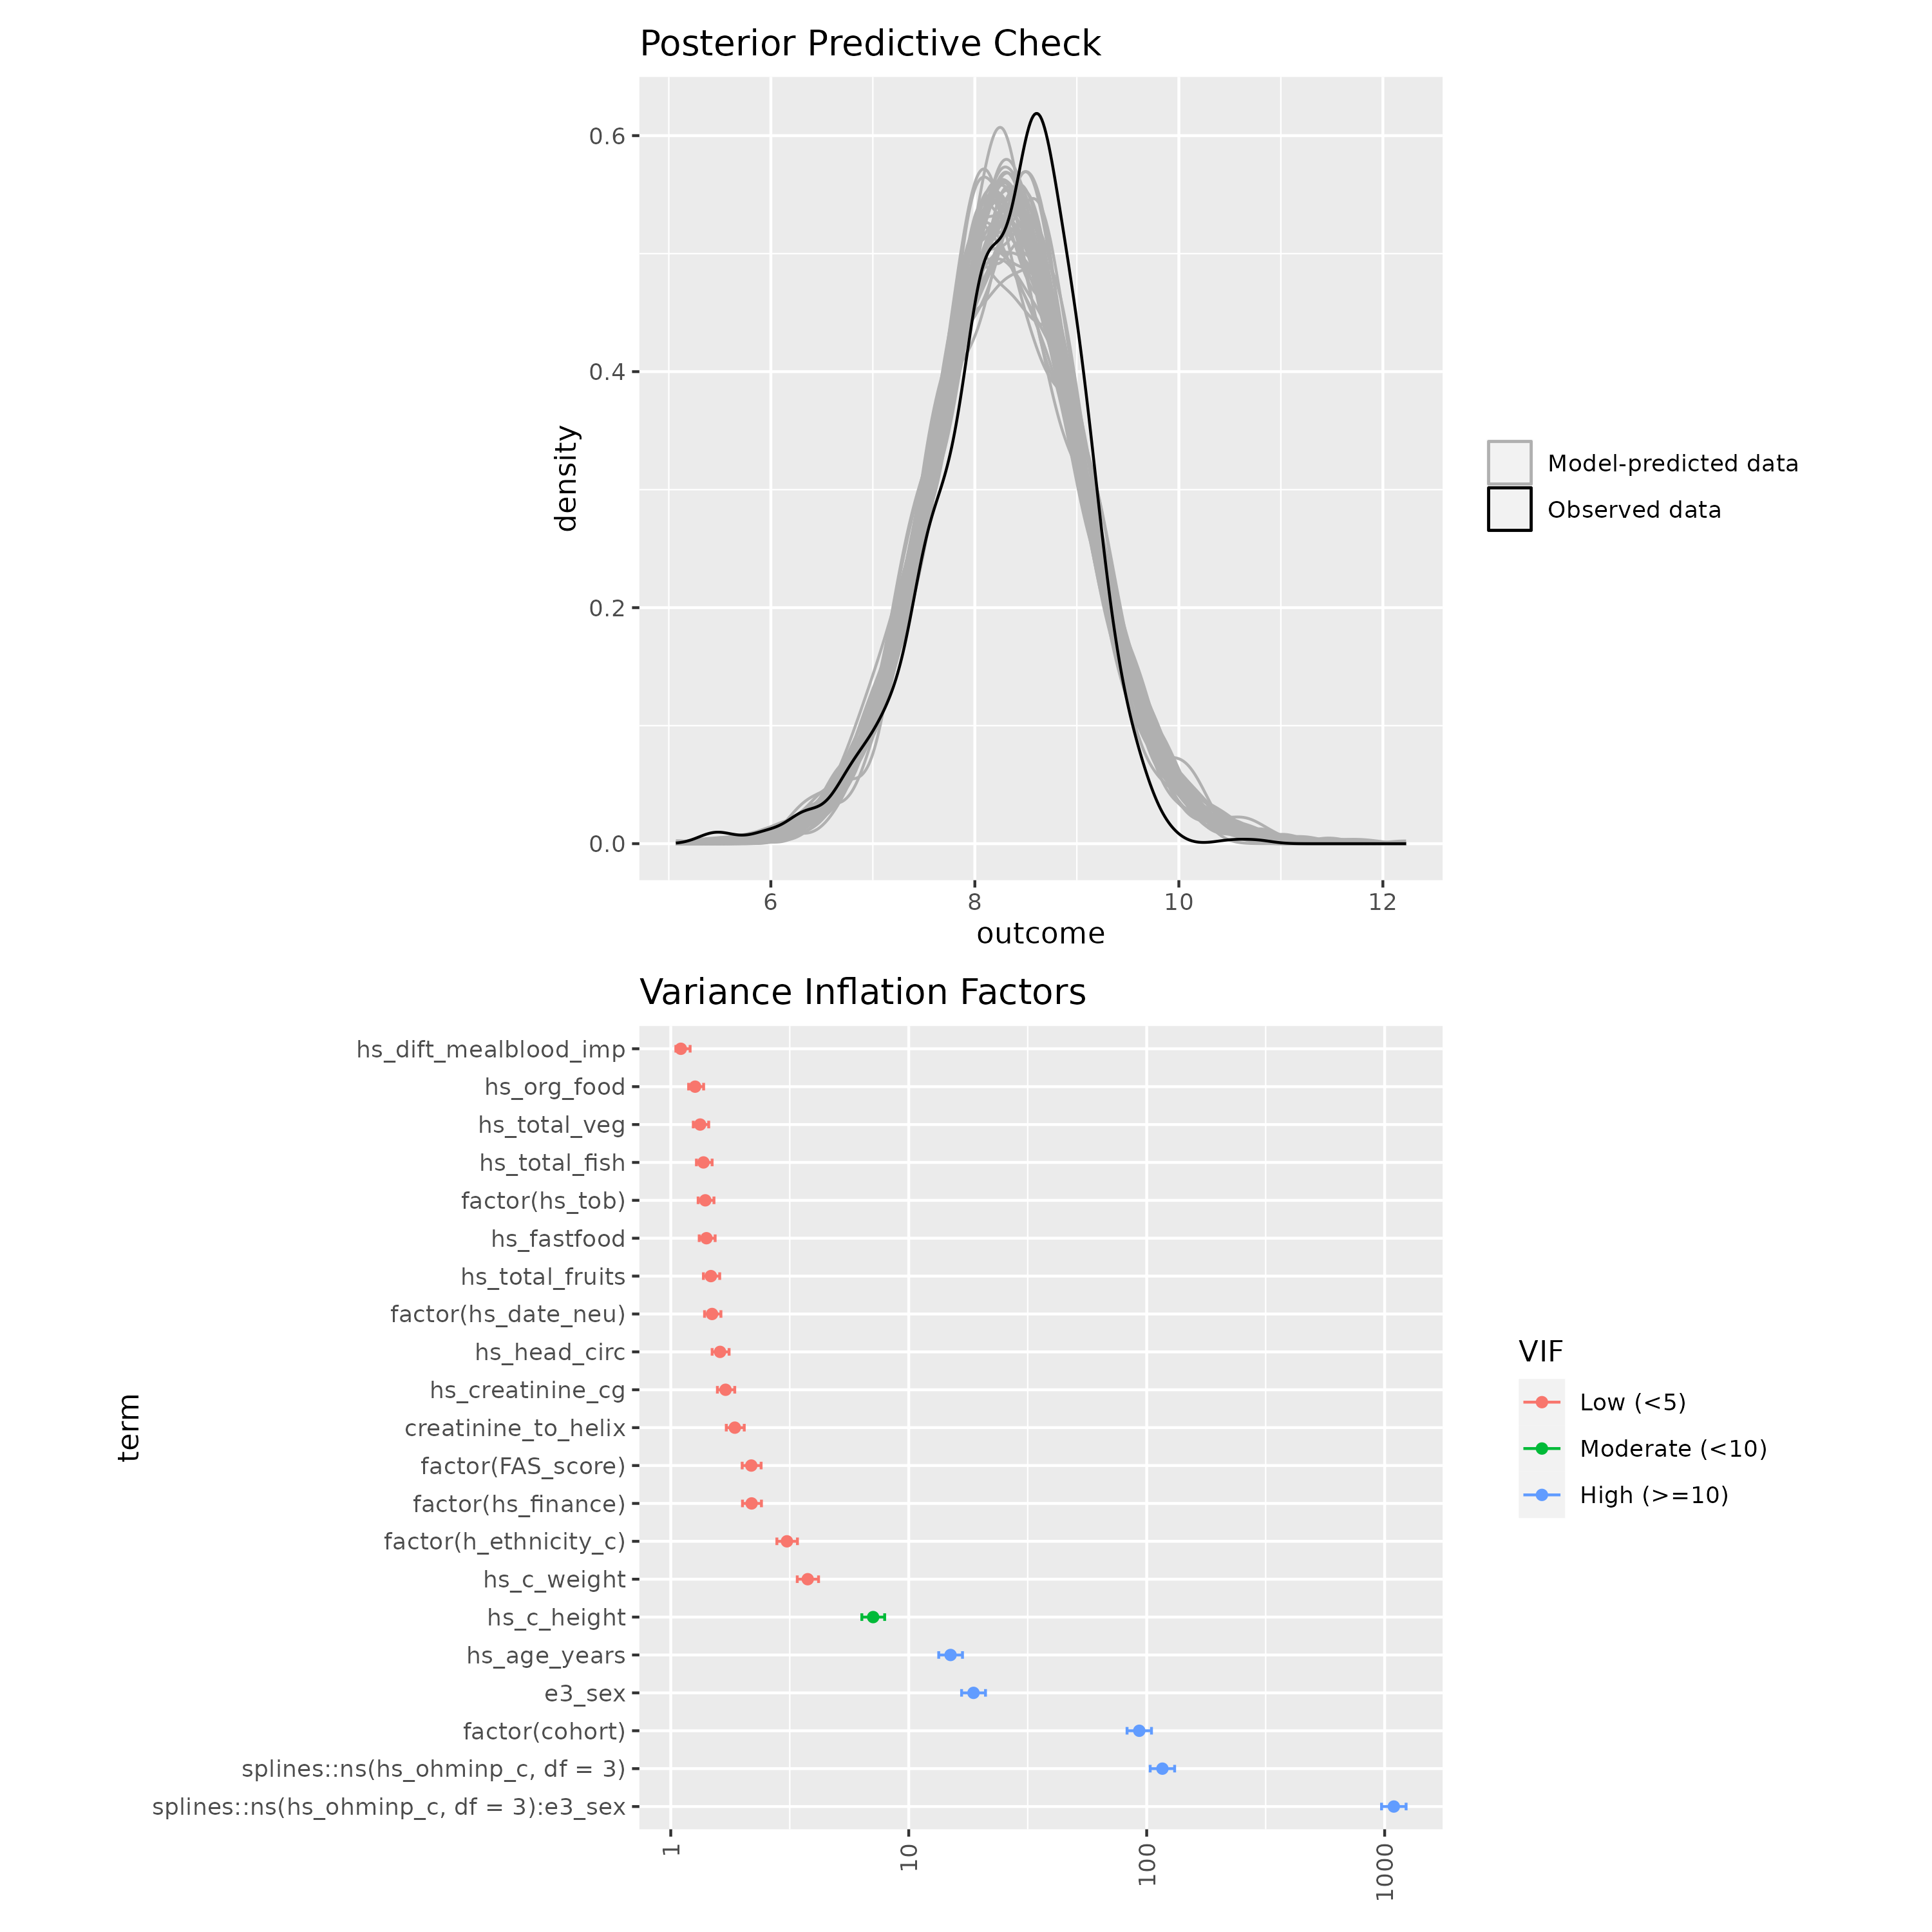 Posterior Predictive Check
0.6
0.4
0.2
0.0
density
6 8 10 12
outcome
Model-predicted data
Observed data
Variance Inflation Factors
term
hs_dift_mealblood_imp
hs_org_food
hs_total_veg
hs_total_fish
factor(hs_tob)
hs_fastfood
hs_total_fruits
factor(hs_date_neu)
hs_head_circ
hs_creatinine_cg
creatinine_to_helix
factor(FAS_score)
factor(hs_finance)
factor(h_ethnicity_c)
hs_c_weight
hs_c_height
hs_age_years
e3_sex
factor(cohort)
splines::ns(hs_ohminp_c, df = 3)
splines::ns(hs_ohminp_c, df = 3):e3_sex
1 10 100 1000
VIF
Low (<5)
Moderate (<10)
High (>=10)